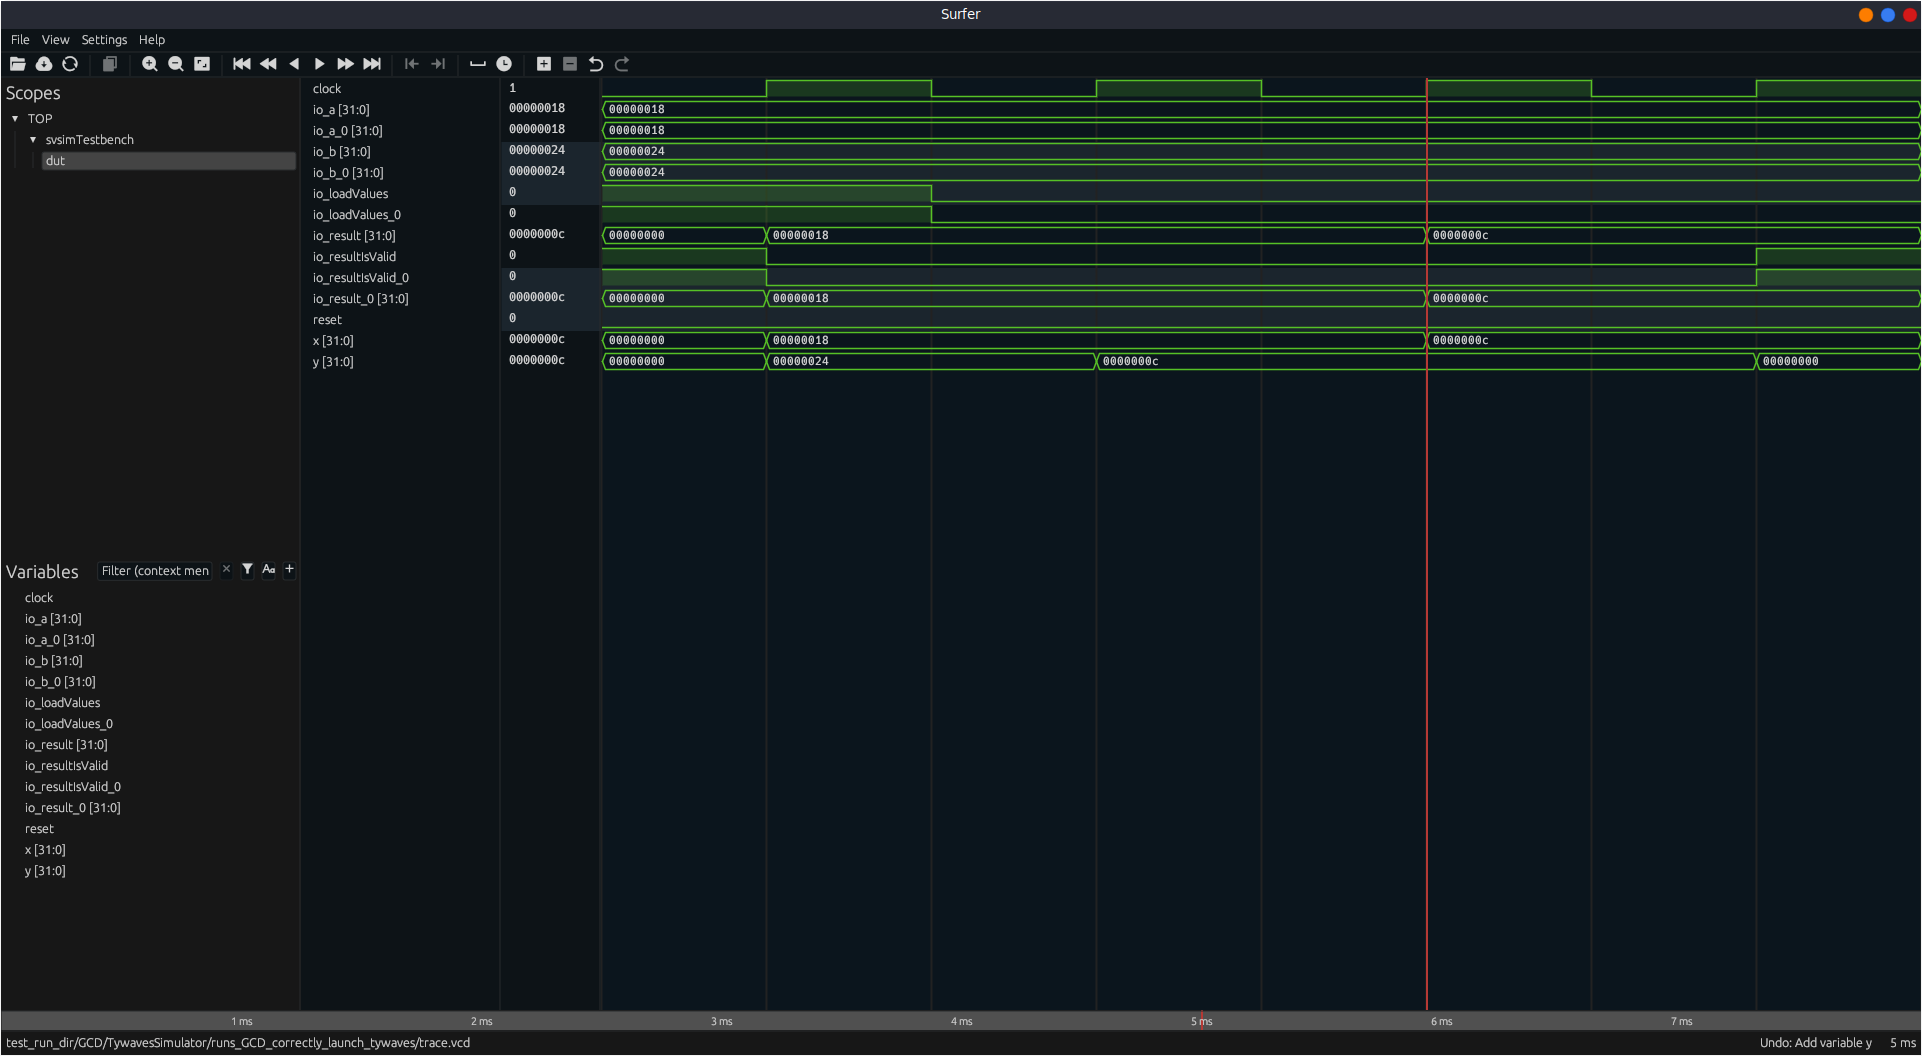 Surfer
File View Settings Help
Scopes
TOP
svsimTestbench
dut
clock 1
io_a [31:0] 00000018 00000018
io_a_0 [31:0] 00000018 00000018
io_b [31:0] 00000024 00000024
io_b_0 [31:0] 00000024 00000024
io_loadValues 0
io_loadValues_0 0
io_result [31:0] 0000000c 00000000 00000018 0000000c
io_resultIsValid 0
io_resultIsValid_0 0
io_result_0 [31:0] 0000000c 00000000 00000018 0000000c
reset 0
x [31:0] 0000000c 00000000 00000018 0000000c
y [31:0] 0000000c 00000000 00000024 0000000c 00000000
Variables Filter (context men × Aa +
clock
io_a [31:0]
io_a_0 [31:0]
io_b [31:0]
io_b_0 [31:0]
io_loadValues
io_loadValues_0
io_result [31:0]
io_resultIsValid
io_resultIsValid_0
io_result_0 [31:0]
reset
x [31:0]
y [31:0]
1 ms 2 ms 3 ms 4 ms 5 ms 6 ms 7 ms
test_run_dir/GCD/TywavesSimulator/runs_GCD_correctly_launch_tywaves/trace.vcd Undo: Add variable y 5 ms